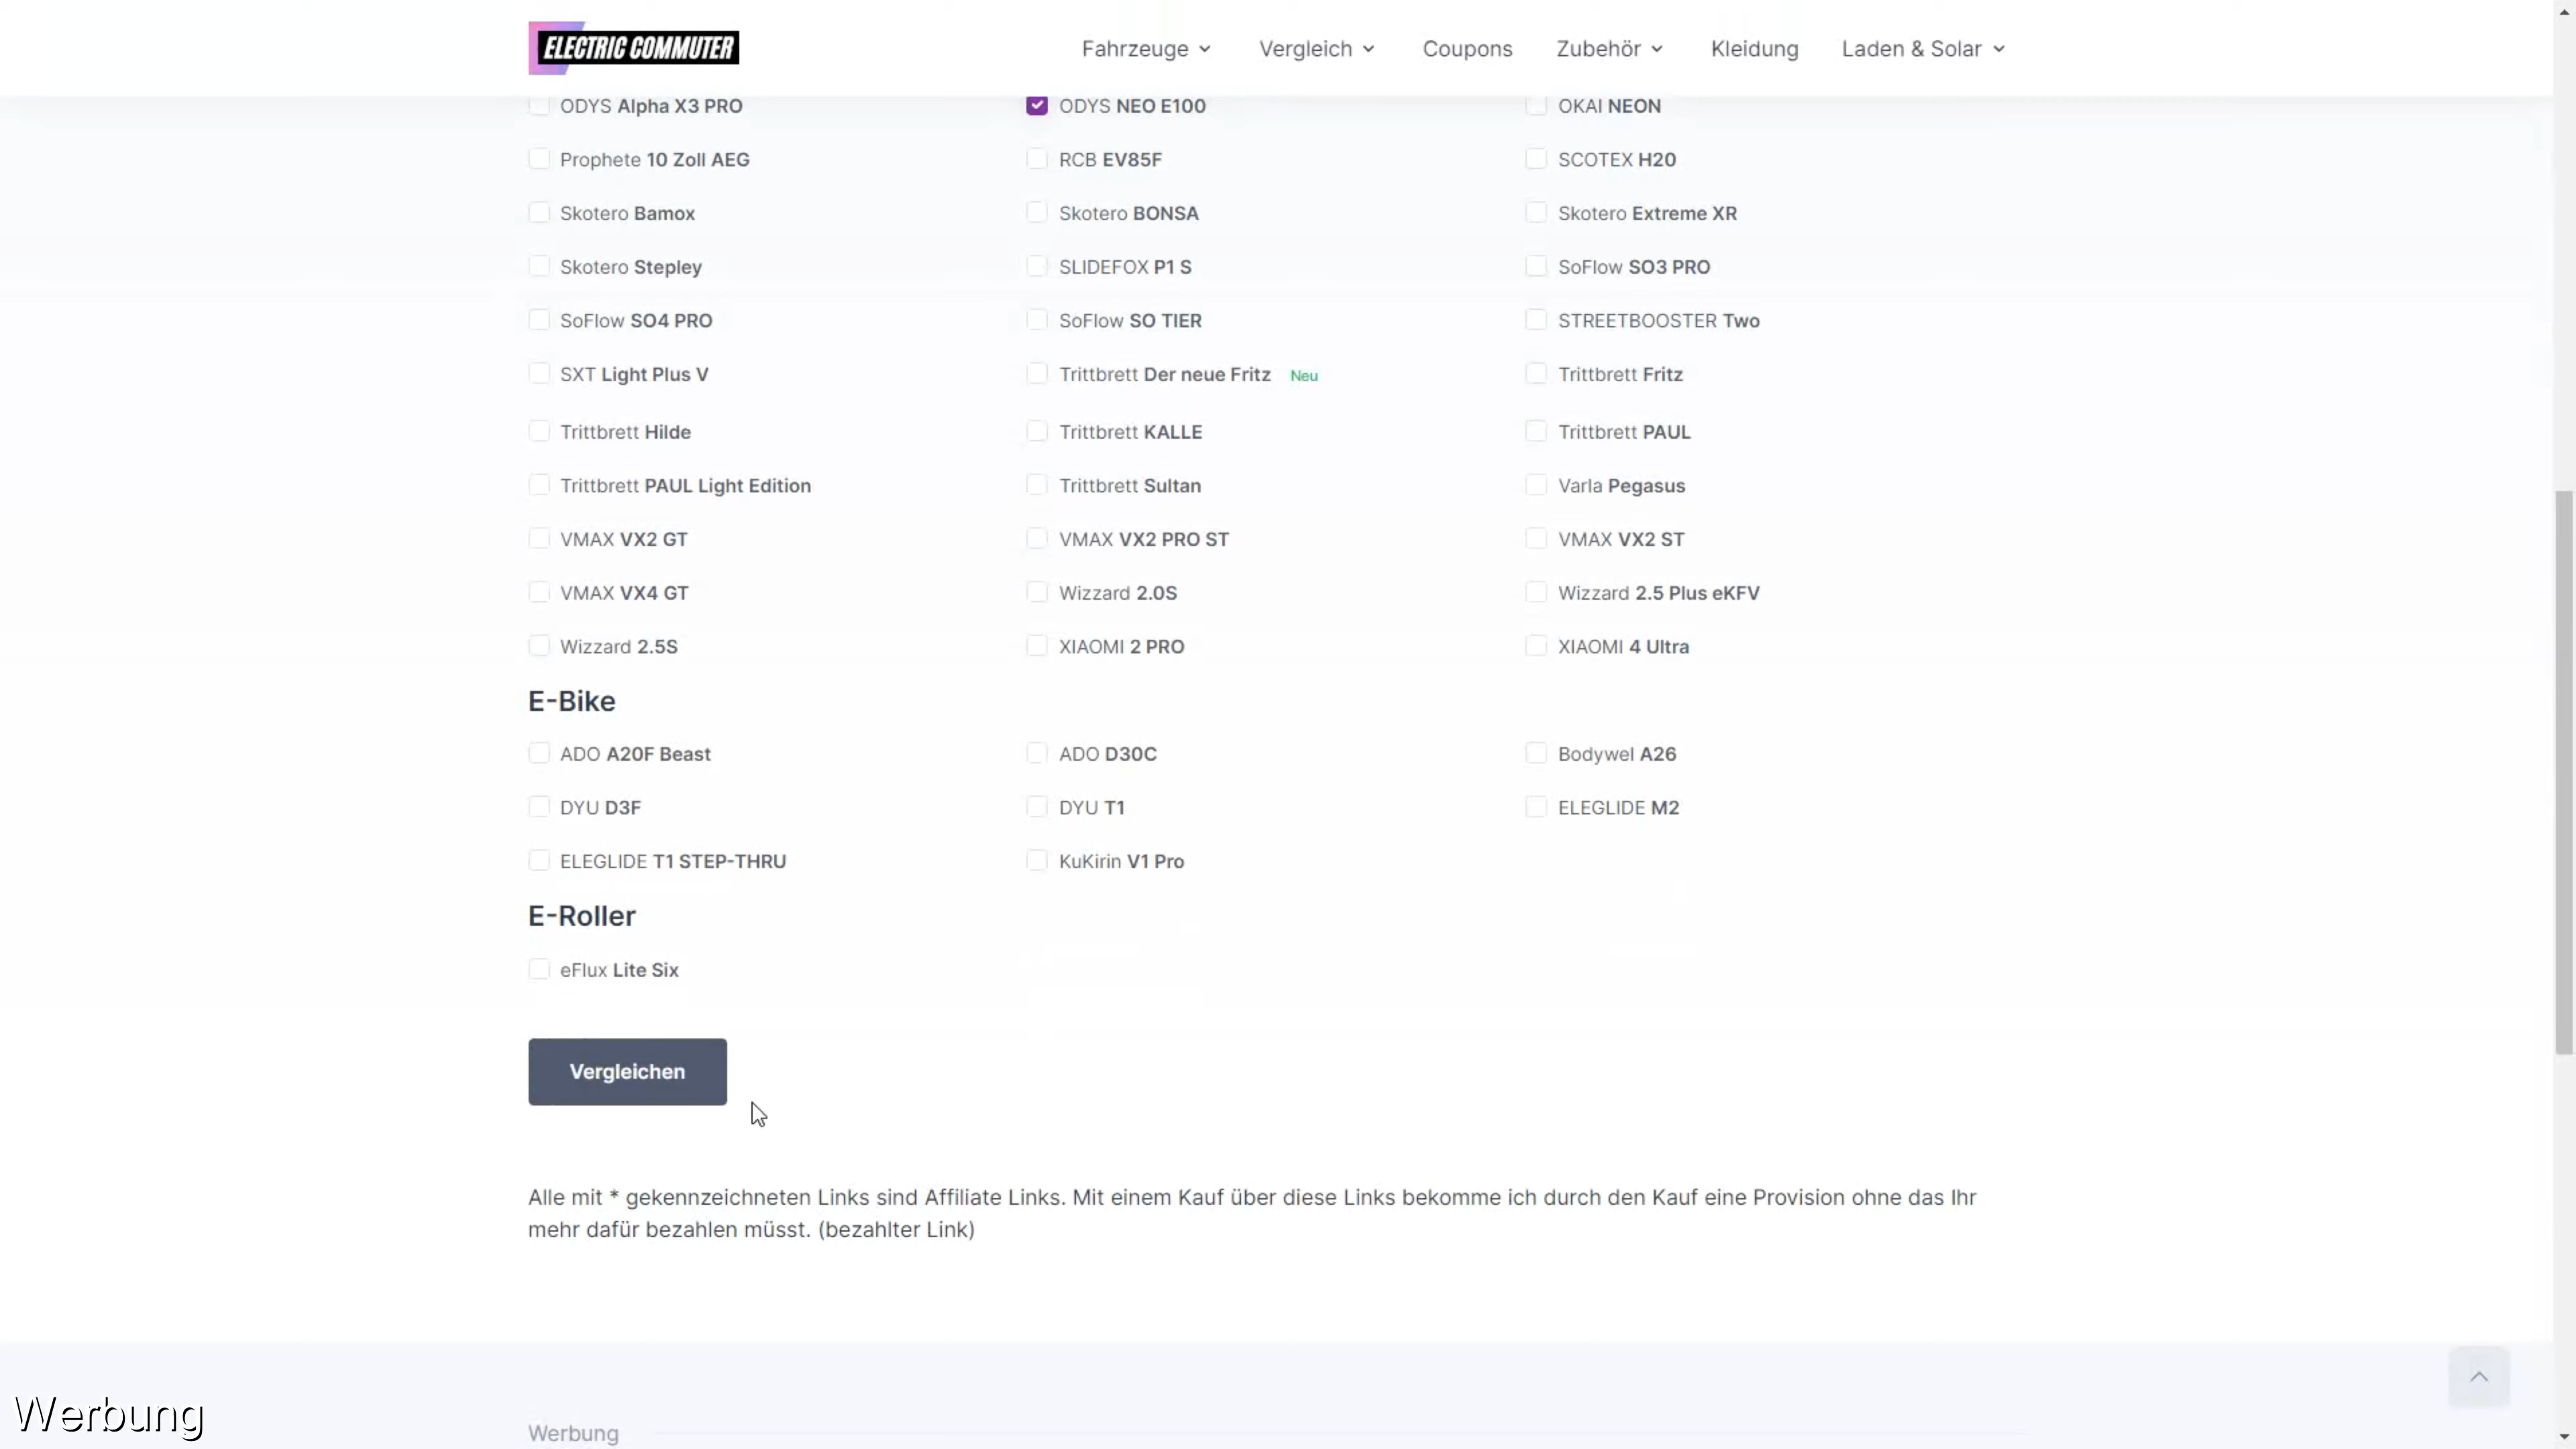 ELECTRIC COMMUTER
Fahrzeuge Vergleich Coupons Zubehör Kleidung Laden & Solar
ODYS Alpha X3 PRO ODYS NEO E100 OKAI NEON
Prophete 10 Zoll AEG RCB EV85F SCOTEX H20
Skotero Bamox Skotero BONSA Skotero Extreme XR
Skotero Stepley SLIDEFOX P1 S SoFlow SO3 PRO
SoFlow SO4 PRO SoFlow SO TIER STREETBOOSTER Two
SXT Light Plus V Trittbrett Der neue Fritz Neu Trittbrett Fritz
Trittbrett Hilde Trittbrett KALLE Trittbrett PAUL
Trittbrett PAUL Light Edition Trittbrett Sultan Varla Pegasus
VMAX VX2 GT VMAX VX2 PRO ST VMAX VX2 ST
VMAX VX4 GT Wizzard 2.0S Wizzard 2.5 Plus eKFV
Wizzard 2.5S XIAOMI 2 PRO XIAOMI 4 Ultra
E-Bike
ADO A20F Beast ADO D30C Bodywel A26
DYU D3F DYU T1 ELEGLIDE M2
ELEGLIDE T1 STEP-THRU KuKirin V1 Pro
E-Roller
eFlux Lite Six
Vergleichen
Alle mit * gekennzeichneten Links sind Affiliate Links. Mit einem Kauf über diese Links bekomme ich durch den Kauf eine Provision ohne das Ihr
mehr dafür bezahlen müsst. (bezahlter Link)
Werbung
Werbung